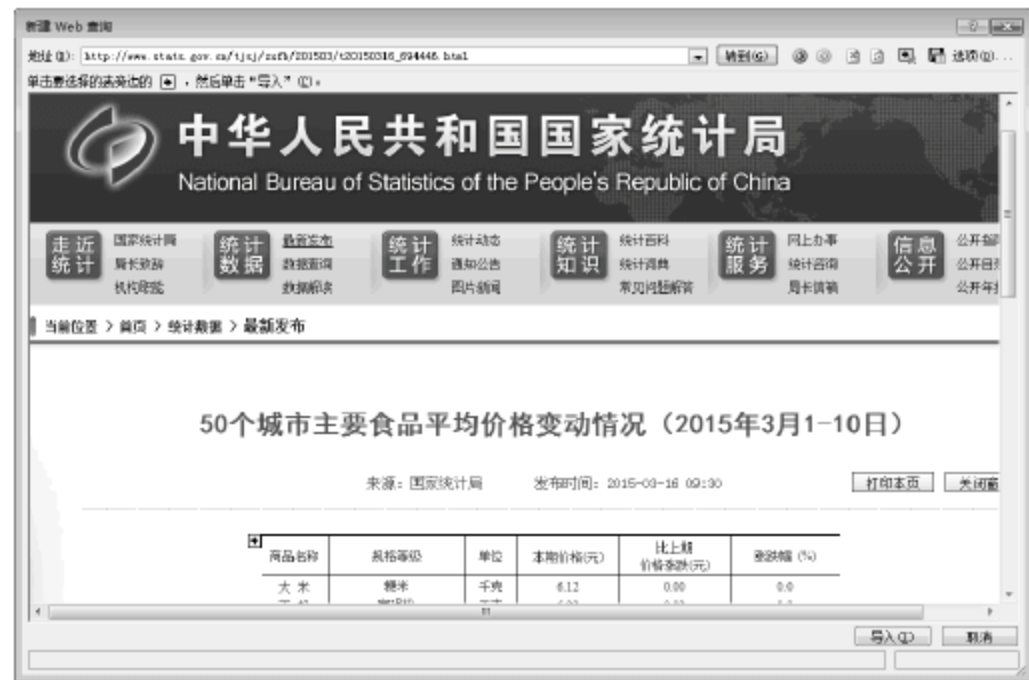 新建 Web 查询
地址(D): http://www.stats.gov.cn/tjsj/zxfb/201503/t20150316_694446.html 转到(G) 选项(O)...
单击要选择的表旁边的 ，然后单击“导入”(C)。
中华人民共和国国家统计局
National Bureau of Statistics of the People's Republic of China
走近统计 国家统计局 局长致辞 机构职能
统计数据 最新发布 数据查询 数据解读
统计工作 统计动态 通知公告 图片新闻
统计知识 统计百科 统计词典 常见问题解答
统计服务 网上办事 统计咨询 局长信箱
信息公开 公开指 公开目 公开年
当前位置 > 首页 > 统计数据 > 最新发布
50个城市主要食品平均价格变动情况（2015年3月1-10日）
来源：国家统计局 发布时间：2015-03-16 09:30 打印本页 关闭窗
商品名称 规格等级 单位 本期价格(元) 比上期价格涨跌(元) 涨跌幅 (%)
大 米 粳米 千克 6.12 0.00 0.0
导入(I) 取消